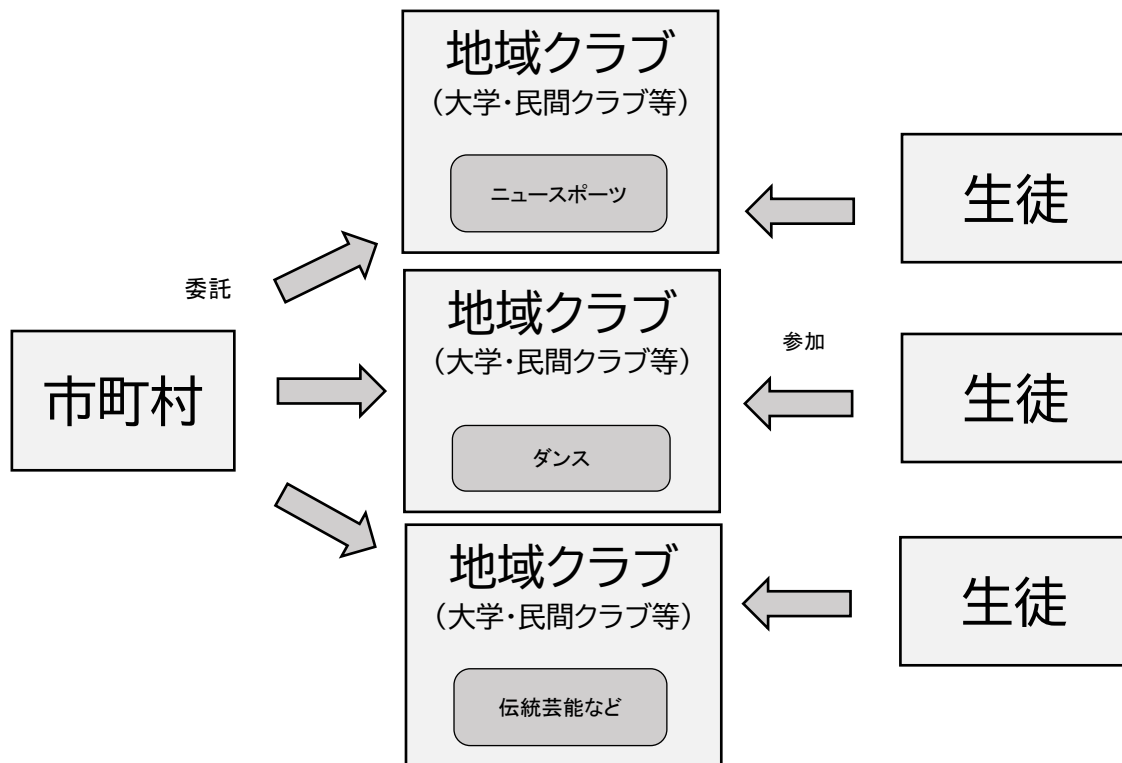 地域クラブ
（大学・民間クラブ等）
ニュースポーツ
生徒
委託
市町村
地域クラブ
（大学・民間クラブ等）
ダンス
参加
生徒
地域クラブ
（大学・民間クラブ等）
伝統芸能など
生徒